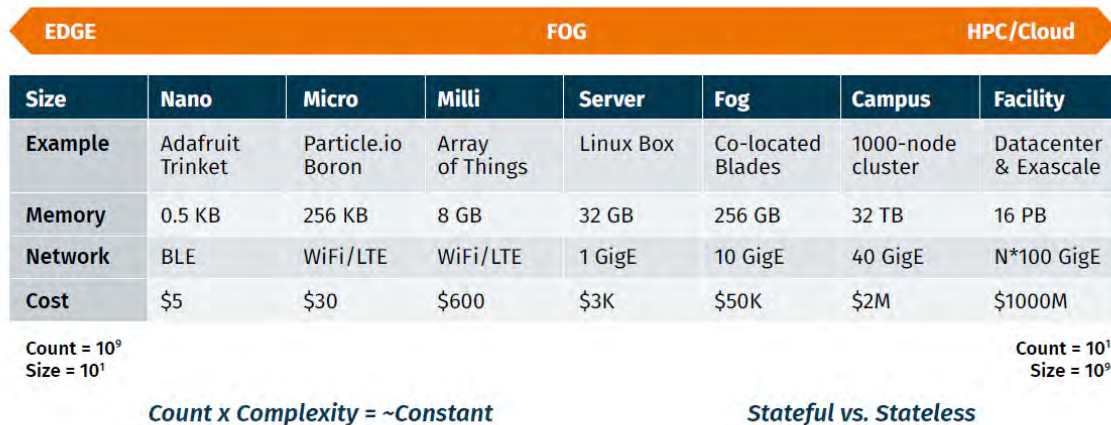 EDGE FOG HPC/Cloud
Size Nano Micro Milli Server Fog Campus Facility
Example Adafruit Particle.io Array Linux Box Co-located 1000-node Datacenter
Trinket Boron of Things Blades cluster & Exascale
Memory 0.5 KB 256 KB 8 GB 32 GB 256 GB 32 TB 16 PB
Network BLE WiFi/LTE WiFi/LTE 1 GigE 10 GigE 40 GigE N*100 GigE
Cost $5 $30 $600 $3K $50K $2M $1000M
Count = 10⁹ Count = 10¹
Size = 10¹ Size = 10⁹
Count x Complexity = ~Constant Stateful vs. Stateless